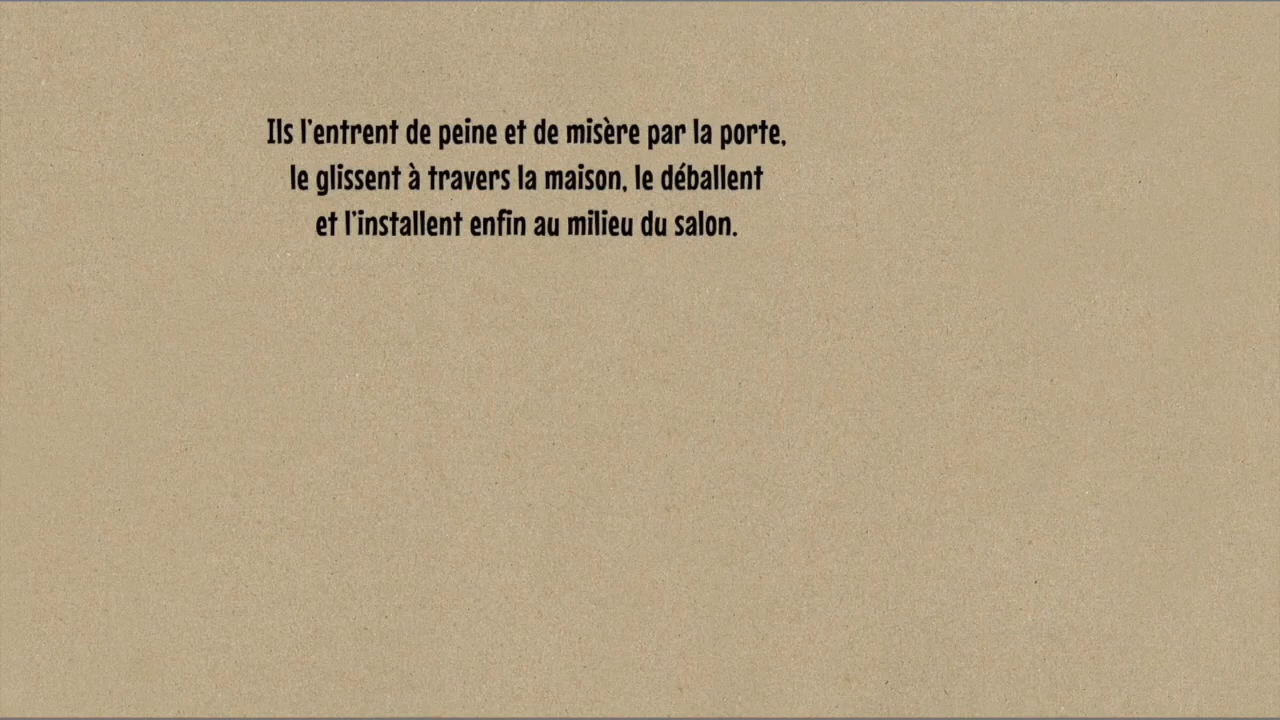 Ils l'entrent de peine et de misère par la porte,
le glissent à travers la maison, le déballent
et l'installent enfin au milieu du salon.